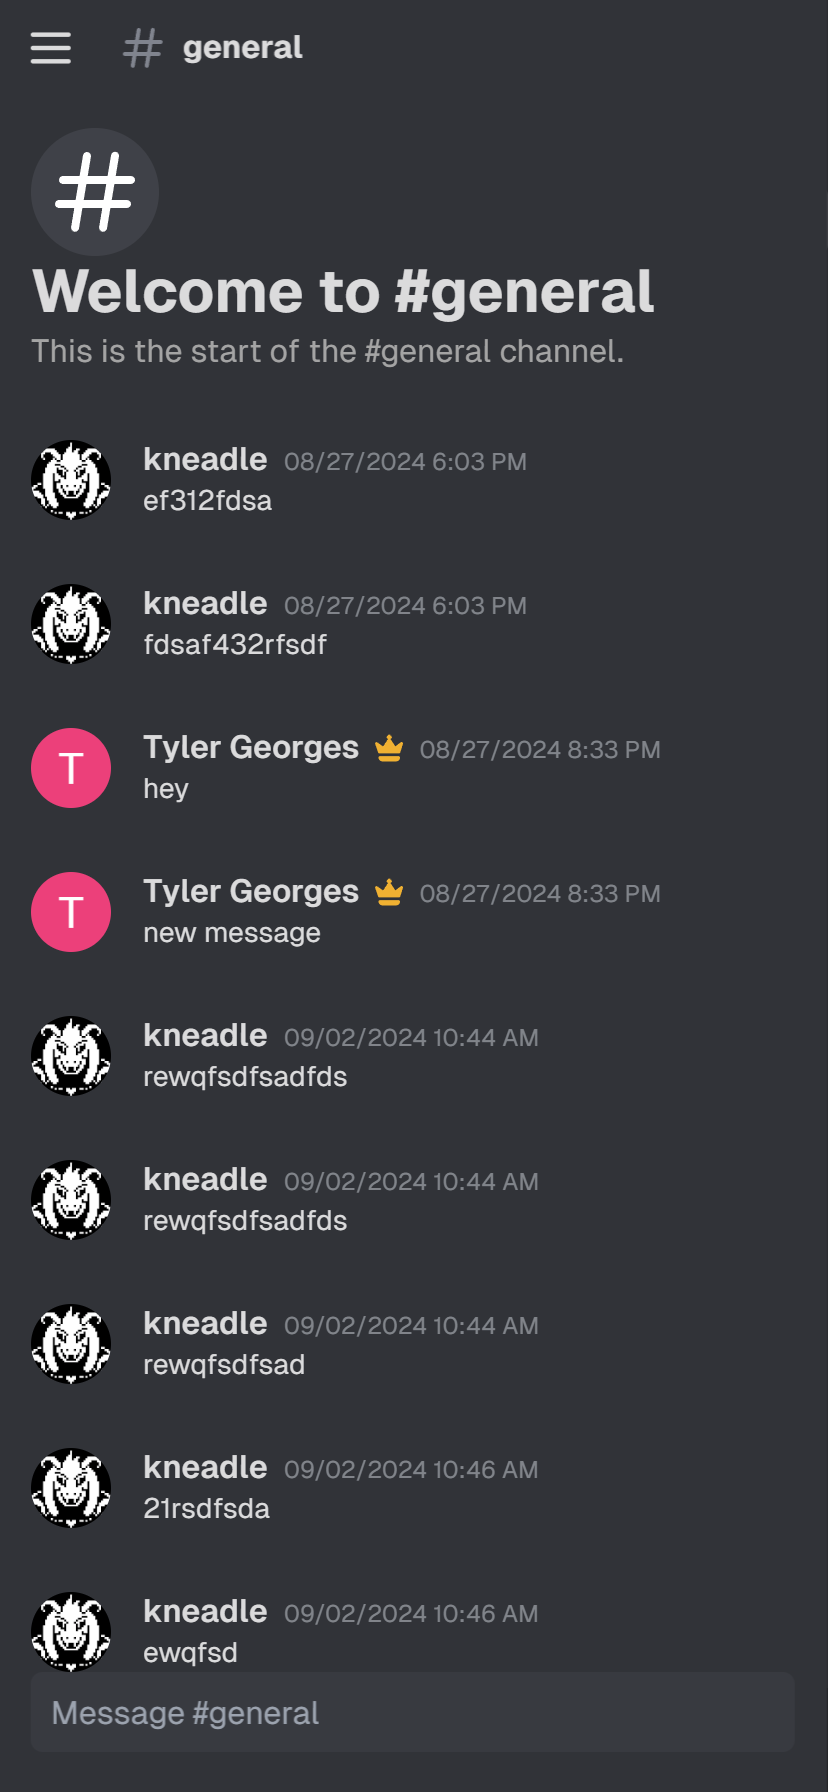 # general
#
Welcome to #general
This is the start of the #general channel.
kneadle 08/27/2024 6:03 PM
ef312fdsa
kneadle 08/27/2024 6:03 PM
fdsaf432rfsdf
T
Tyler Georges 08/27/2024 8:33 PM
hey
T
Tyler Georges 08/27/2024 8:33 PM
new message
kneadle 09/02/2024 10:44 AM
rewqfsdfsadfds
kneadle 09/02/2024 10:44 AM
rewqfsdfsadfds
kneadle 09/02/2024 10:44 AM
rewqfsdfsad
kneadle 09/02/2024 10:46 AM
21rsdfsda
kneadle 09/02/2024 10:46 AM
ewqfsd
Message #general